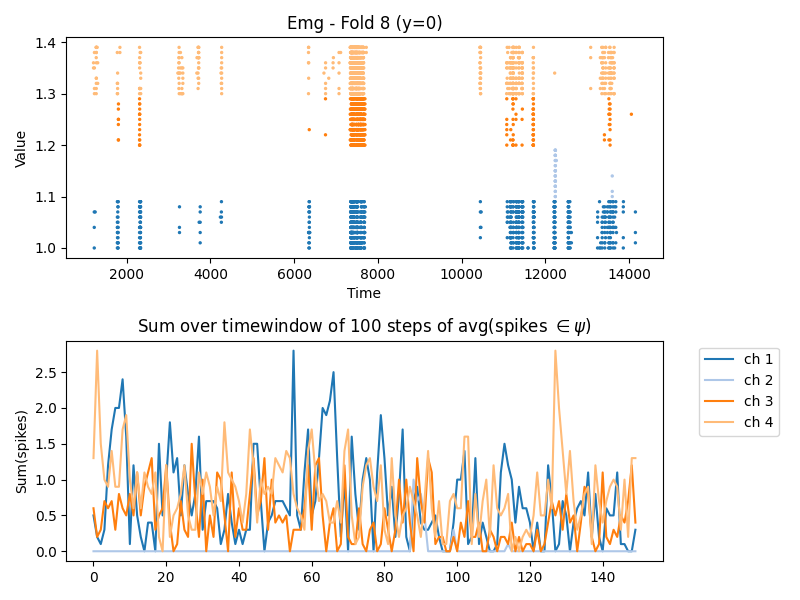 Emg - Fold 8 (y=0)
1.4
1.3
1.2
1.1
1.0
Value
2000 4000 6000 8000 10000 12000 14000
Time
Sum over timewindow of 100 steps of avg(spikes ∈ ψ)
2.5
2.0
1.5
1.0
0.5
0.0
Sum(spikes)
0 20 40 60 80 100 120 140
ch 1
ch 2
ch 3
ch 4